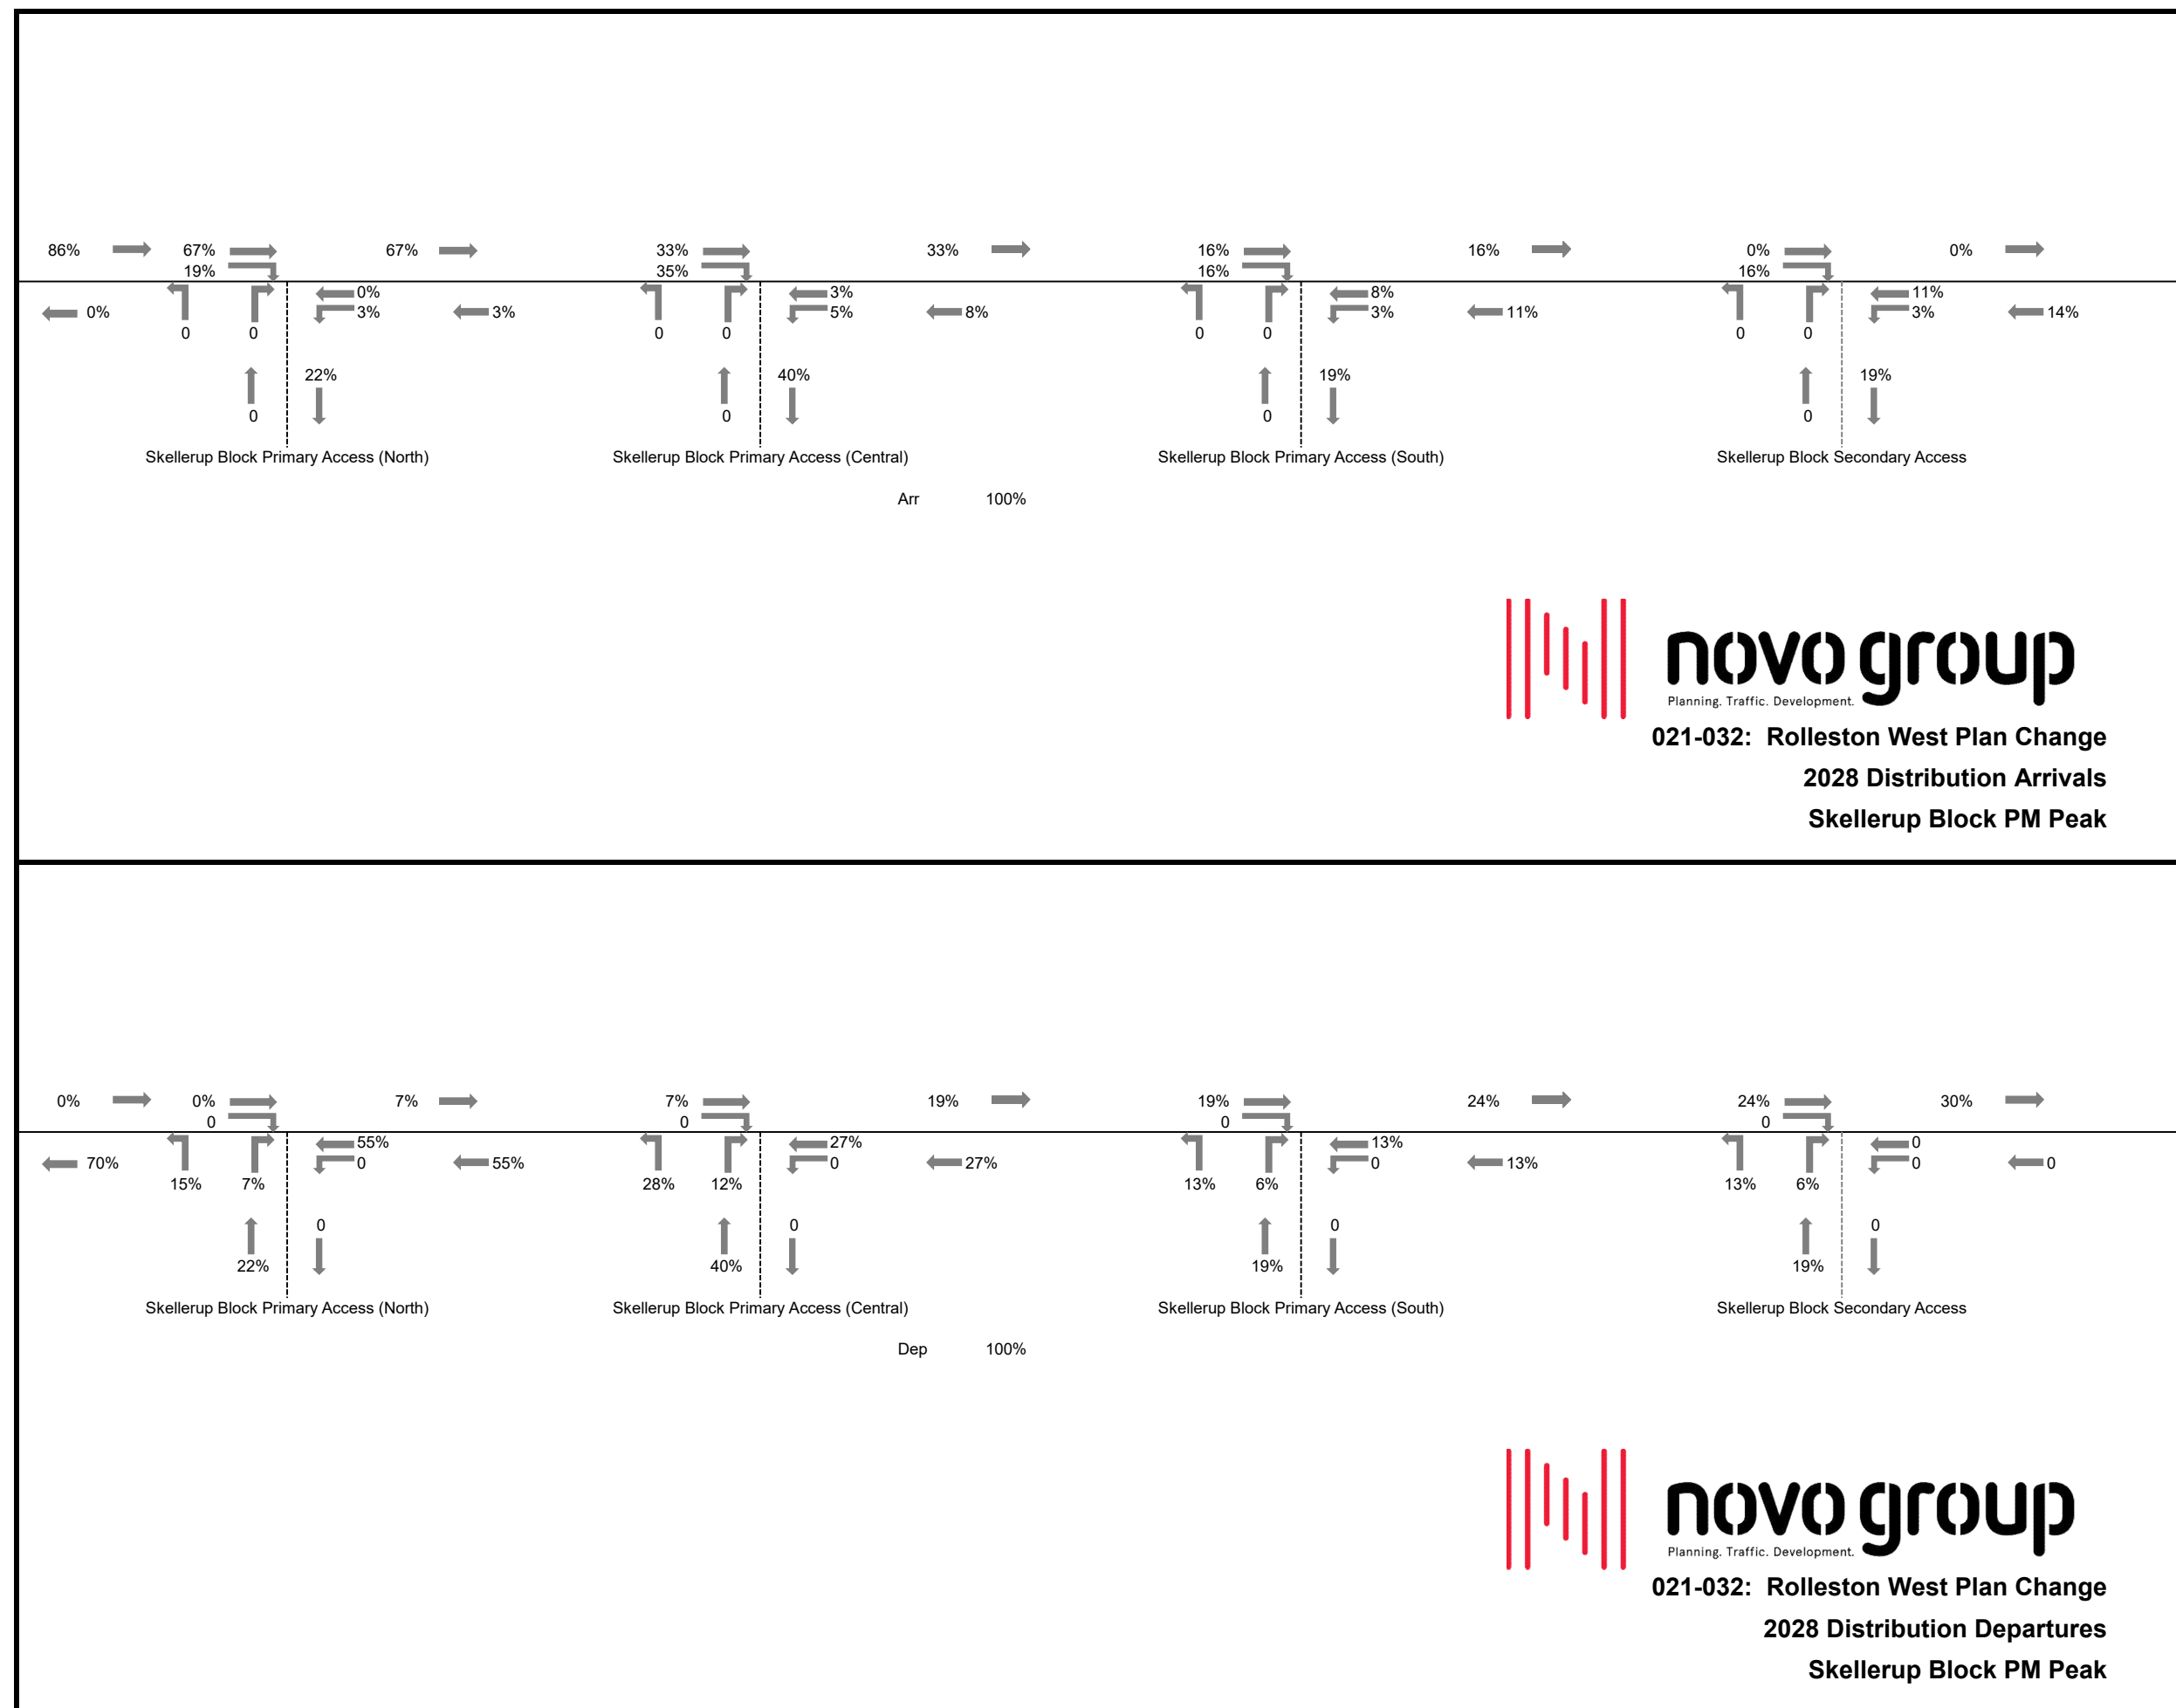 86% 67% 67% 33% 33% 16% 16% 0% 0%
19% 35% 16% 16%
0% 3% 8% 11%
0% 3% 3% 5% 8% 3% 11% 3% 14%
0 0 0 0 0 0 0 0
22% 40% 19% 19%
0 0 0 0
Skellerup Block Primary Access (North) Skellerup Block Primary Access (Central) Skellerup Block Primary Access (South) Skellerup Block Secondary Access
Arr 100%
novo group
Planning. Traffic. Development.
021-032: Rolleston West Plan Change
2028 Distribution Arrivals
Skellerup Block PM Peak
0% 0% 7% 7% 19% 19% 24% 24% 30%
0 0 0 0
55% 27% 13% 0
70% 0 55% 0 27% 0 13% 0 0
15% 7% 28% 12% 13% 6% 13% 6%
0 0 0 0
22% 40% 19% 19%
Skellerup Block Primary Access (North) Skellerup Block Primary Access (Central) Skellerup Block Primary Access (South) Skellerup Block Secondary Access
Dep 100%
novo group
Planning. Traffic. Development.
021-032: Rolleston West Plan Change
2028 Distribution Departures
Skellerup Block PM Peak